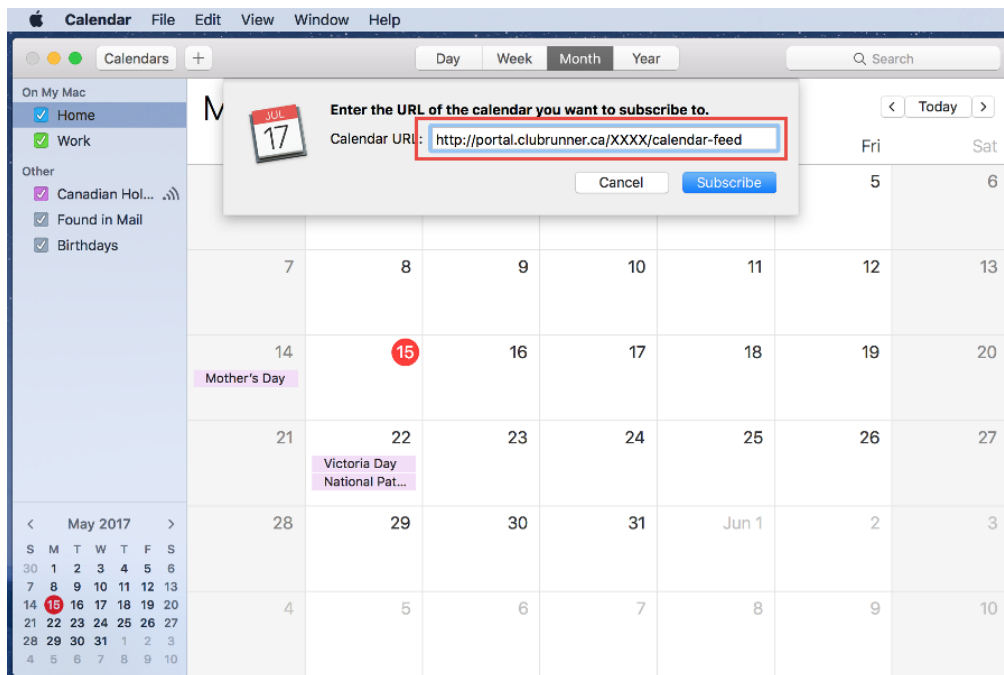 Calendar File Edit View Window Help
Calendars + Day Week Month Year Search
On My Mac
Home
Work
Other
Canadian Hol...
Found in Mail
Birthdays
JUL
17
Enter the URL of the calendar you want to subscribe to.
Calendar URL: http://portal.clubrunner.ca/XXXX/calendar-feed
Cancel Subscribe
M < Today >
Fri Sat
5 6
7 8 9 10 11 12 13
14 15 16 17 18 19 20
Mother's Day
21 22 23 24 25 26 27
Victoria Day
National Pat...
28 29 30 31 Jun 1 2 3
4 5 6 7 8 9 10
< May 2017 >
S M T W T F S
30 1 2 3 4 5 6
7 8 9 10 11 12 13
14 15 16 17 18 19 20
21 22 23 24 25 26 27
28 29 30 31 1 2 3
4 5 6 7 8 9 10